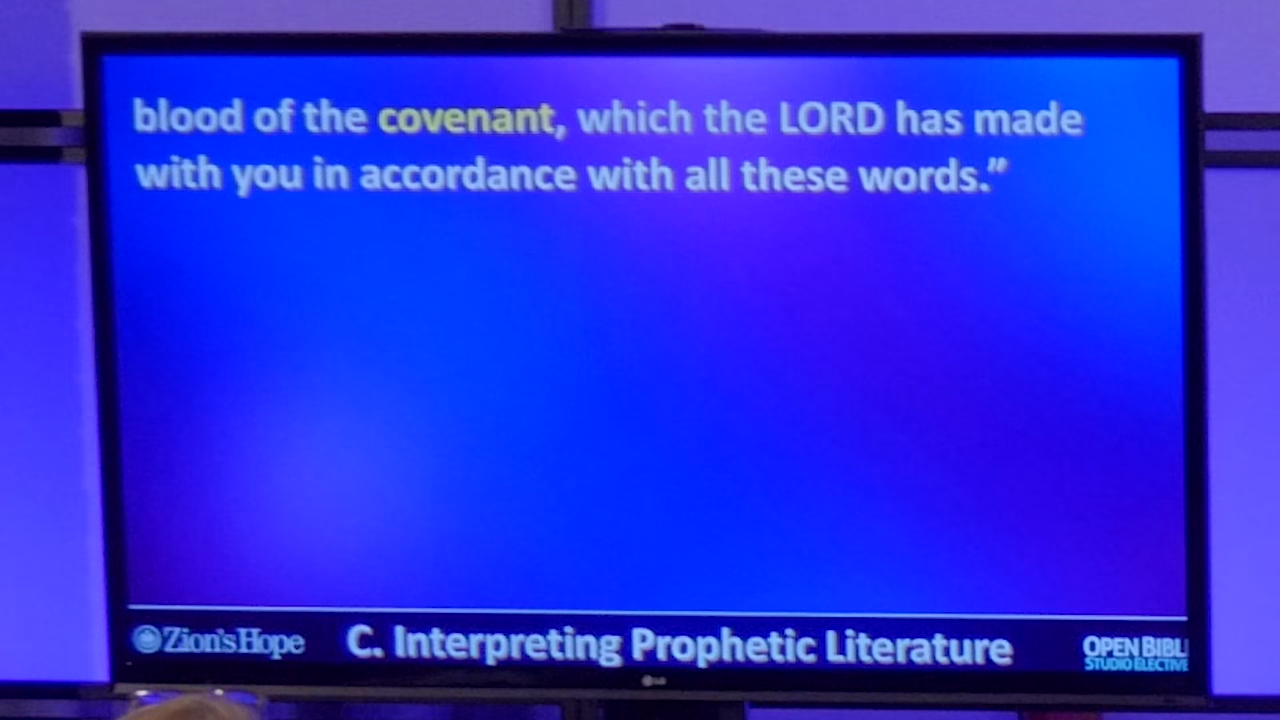 blood of the covenant, which the LORD has made
with you in accordance with all these words.”
Zion's Hope
C. Interpreting Prophetic Literature
OPEN BIBL
STUDIO ELECTIVE
LG